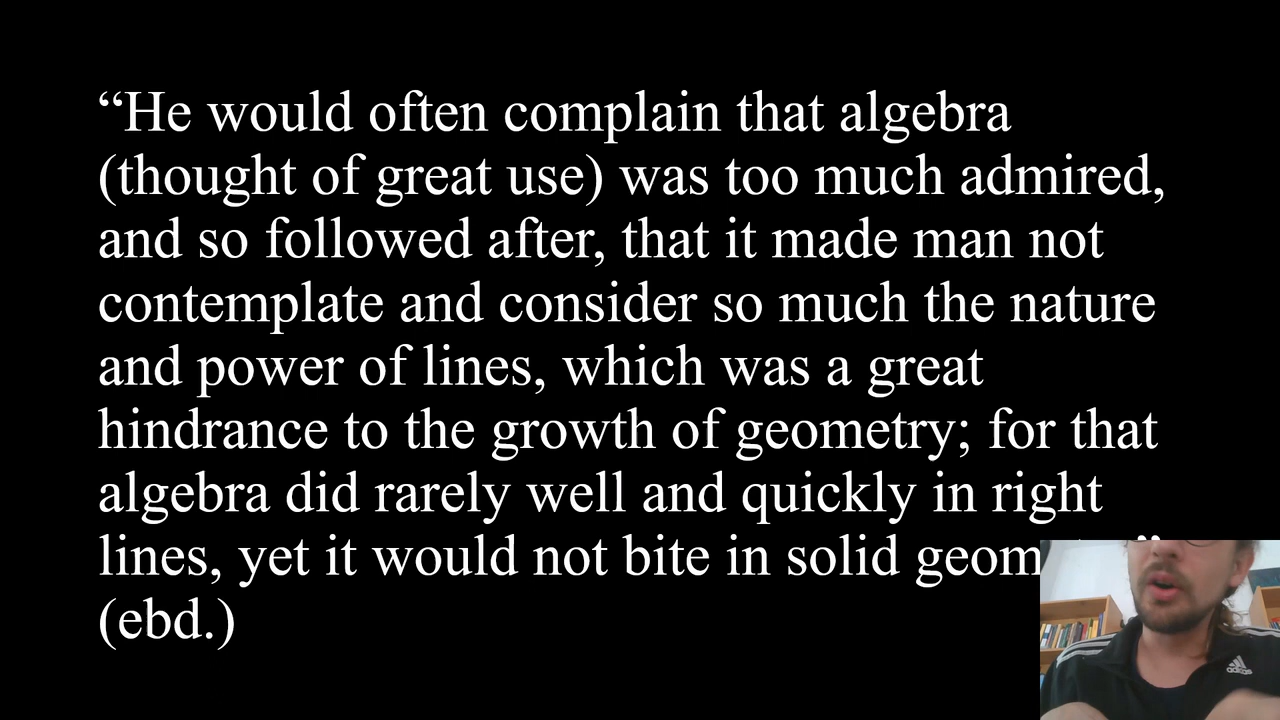 “He would often complain that algebra
(thought of great use) was too much admired,
and so followed after, that it made man not
contemplate and consider so much the nature
and power of lines, which was a great
hindrance to the growth of geometry; for that
algebra did rarely well and quickly in right
lines, yet it would not bite in solid
(ebd.)
adidas